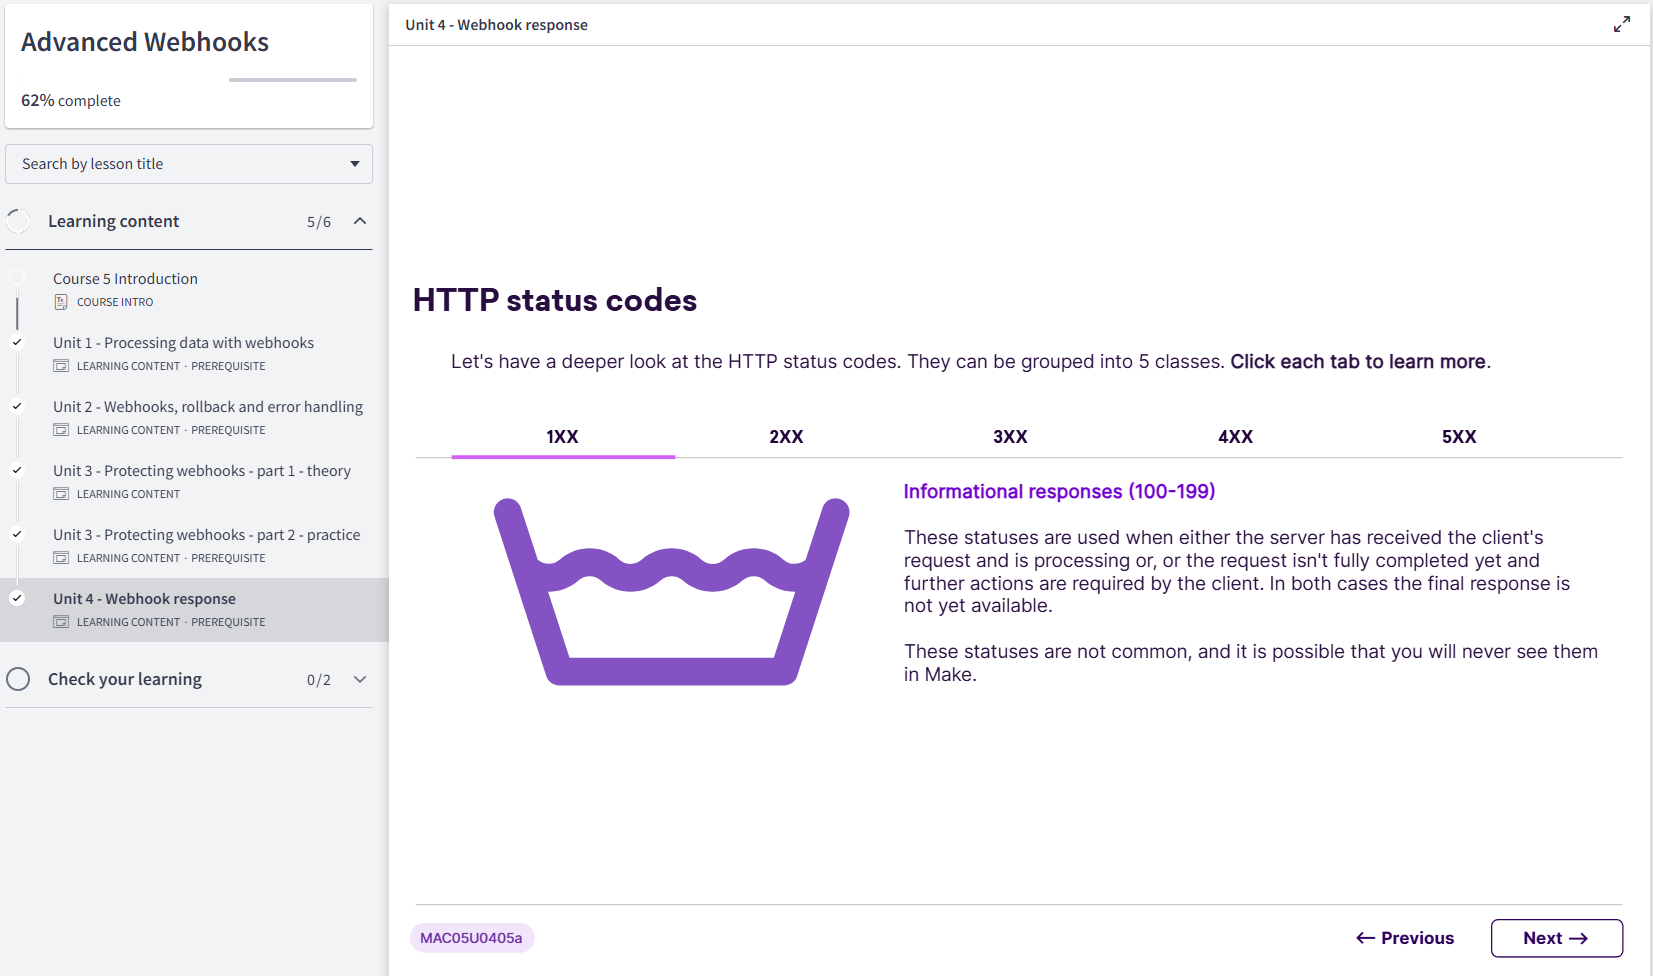 Advanced Webhooks
62% complete
Search by lesson title
Learning content 5/6
Course 5 Introduction
COURSE INTRO
Unit 1 - Processing data with webhooks
LEARNING CONTENT · PREREQUISITE
Unit 2 - Webhooks, rollback and error handling
LEARNING CONTENT · PREREQUISITE
Unit 3 - Protecting webhooks - part 1 - theory
LEARNING CONTENT
Unit 3 - Protecting webhooks - part 2 - practice
LEARNING CONTENT · PREREQUISITE
Unit 4 - Webhook response
LEARNING CONTENT · PREREQUISITE
Check your learning 0/2
Unit 4 - Webhook response
HTTP status codes
Let's have a deeper look at the HTTP status codes. They can be grouped into 5 classes. Click each tab to learn more.
1XX 2XX 3XX 4XX 5XX
Informational responses (100-199)
These statuses are used when either the server has received the client's
request and is processing or, or the request isn't fully completed yet and
further actions are required by the client. In both cases the final response is
not yet available.
These statuses are not common, and it is possible that you will never see them
in Make.
MAC05U0405a
← Previous
Next →